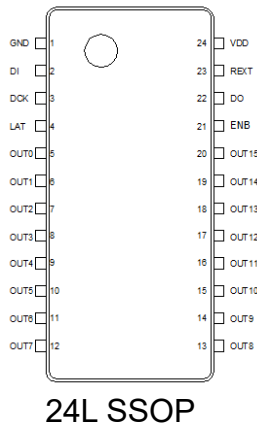 GND 1 24 VDD
DI 2 23 REXT
DCK 3 22 DO
LAT 4 21 ENB
OUT0 5 20 OUT15
OUT1 6 19 OUT14
OUT2 7 18 OUT13
OUT3 8 17 OUT12
OUT4 9 16 OUT11
OUT5 10 15 OUT10
OUT6 11 14 OUT9
OUT7 12 13 OUT8
24L SSOP